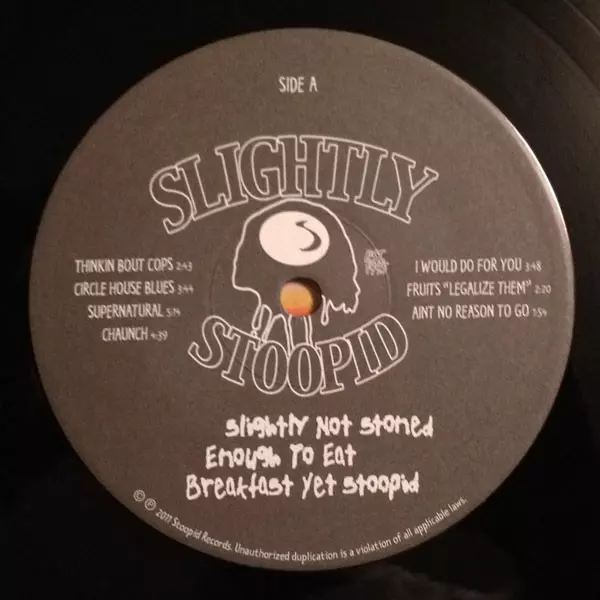 SIDE A
SLIGHTLY
STOOPID
THINKIN BOUT COPS 2:43
CIRCLE HOUSE BLUES 3:44
SUPERNATURAL 5:14
CHAUNCH 4:39
I WOULD DO FOR YOU 3:48
FRUITS "LEGALIZE THEM" 2:20
AINT NO REASON TO GO 1:54
Slightly Not Stoned
Enough To Eat
Breakfast Yet Stoopid
© ℗ 2011 Stoopid Records. Unauthorized duplication is a violation of all applicable laws.